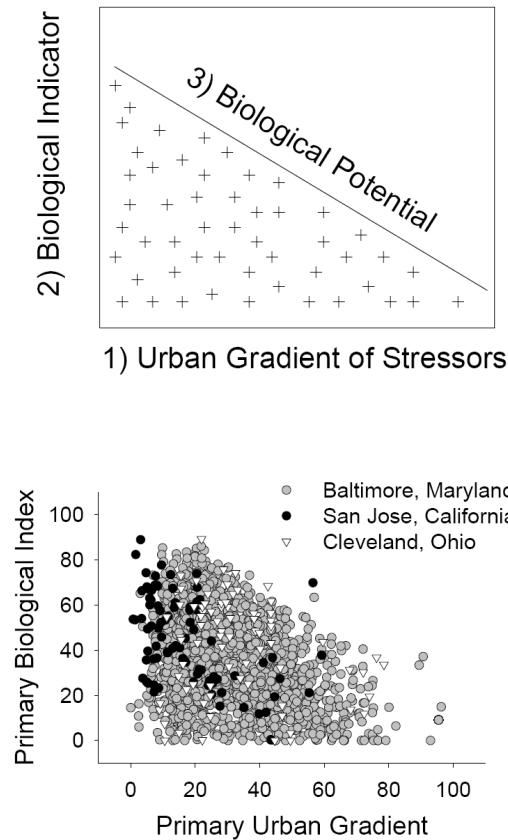 3) Biological Potential
2) Biological Indicator
1) Urban Gradient of Stressors
Baltimore, Maryland
San Jose, California
Cleveland, Ohio
100
80
60
40
20
0
Primary Biological Index
0 20 40 60 80 100
Primary Urban Gradient